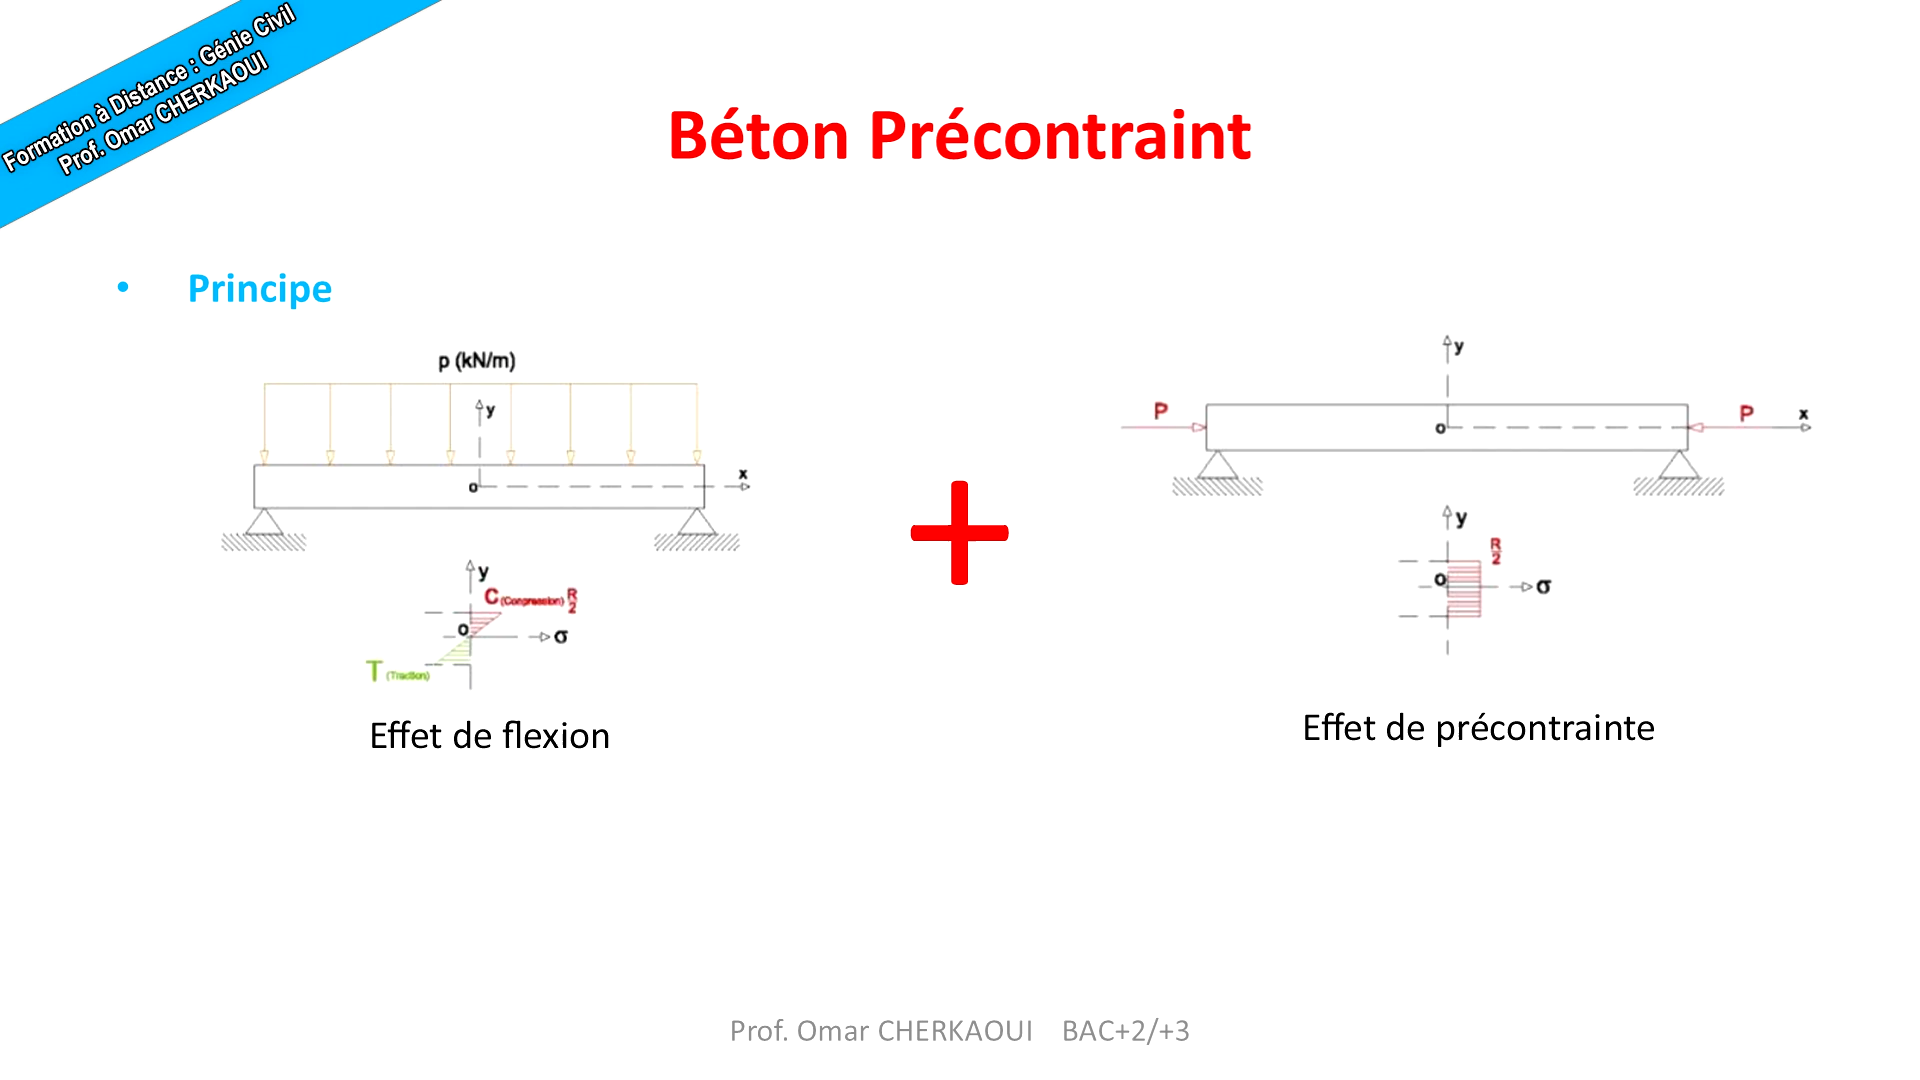 Formation à Distance : Génie Civil
Prof. Omar CHERKAOUI
Béton Précontraint
• Principe
p (kN/m)
y
o
x
y
C (Compression) R/2
o
σ
T (Traction)
Effet de flexion
+
y
P
o
P
x
y
R/2
o
σ
Effet de précontrainte
Prof. Omar CHERKAOUI BAC+2/+3